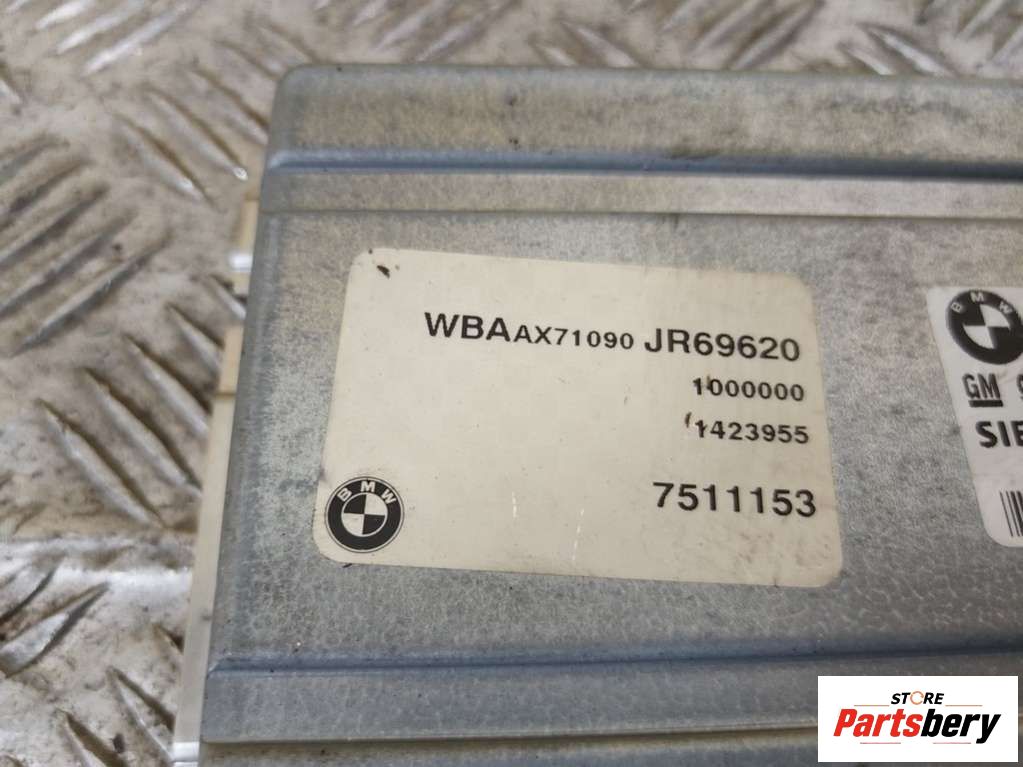 WBAAX71090 JR69620
1000000
1423955
7511153
BMW
BMW
GM
SIE
STORE
Partsbery